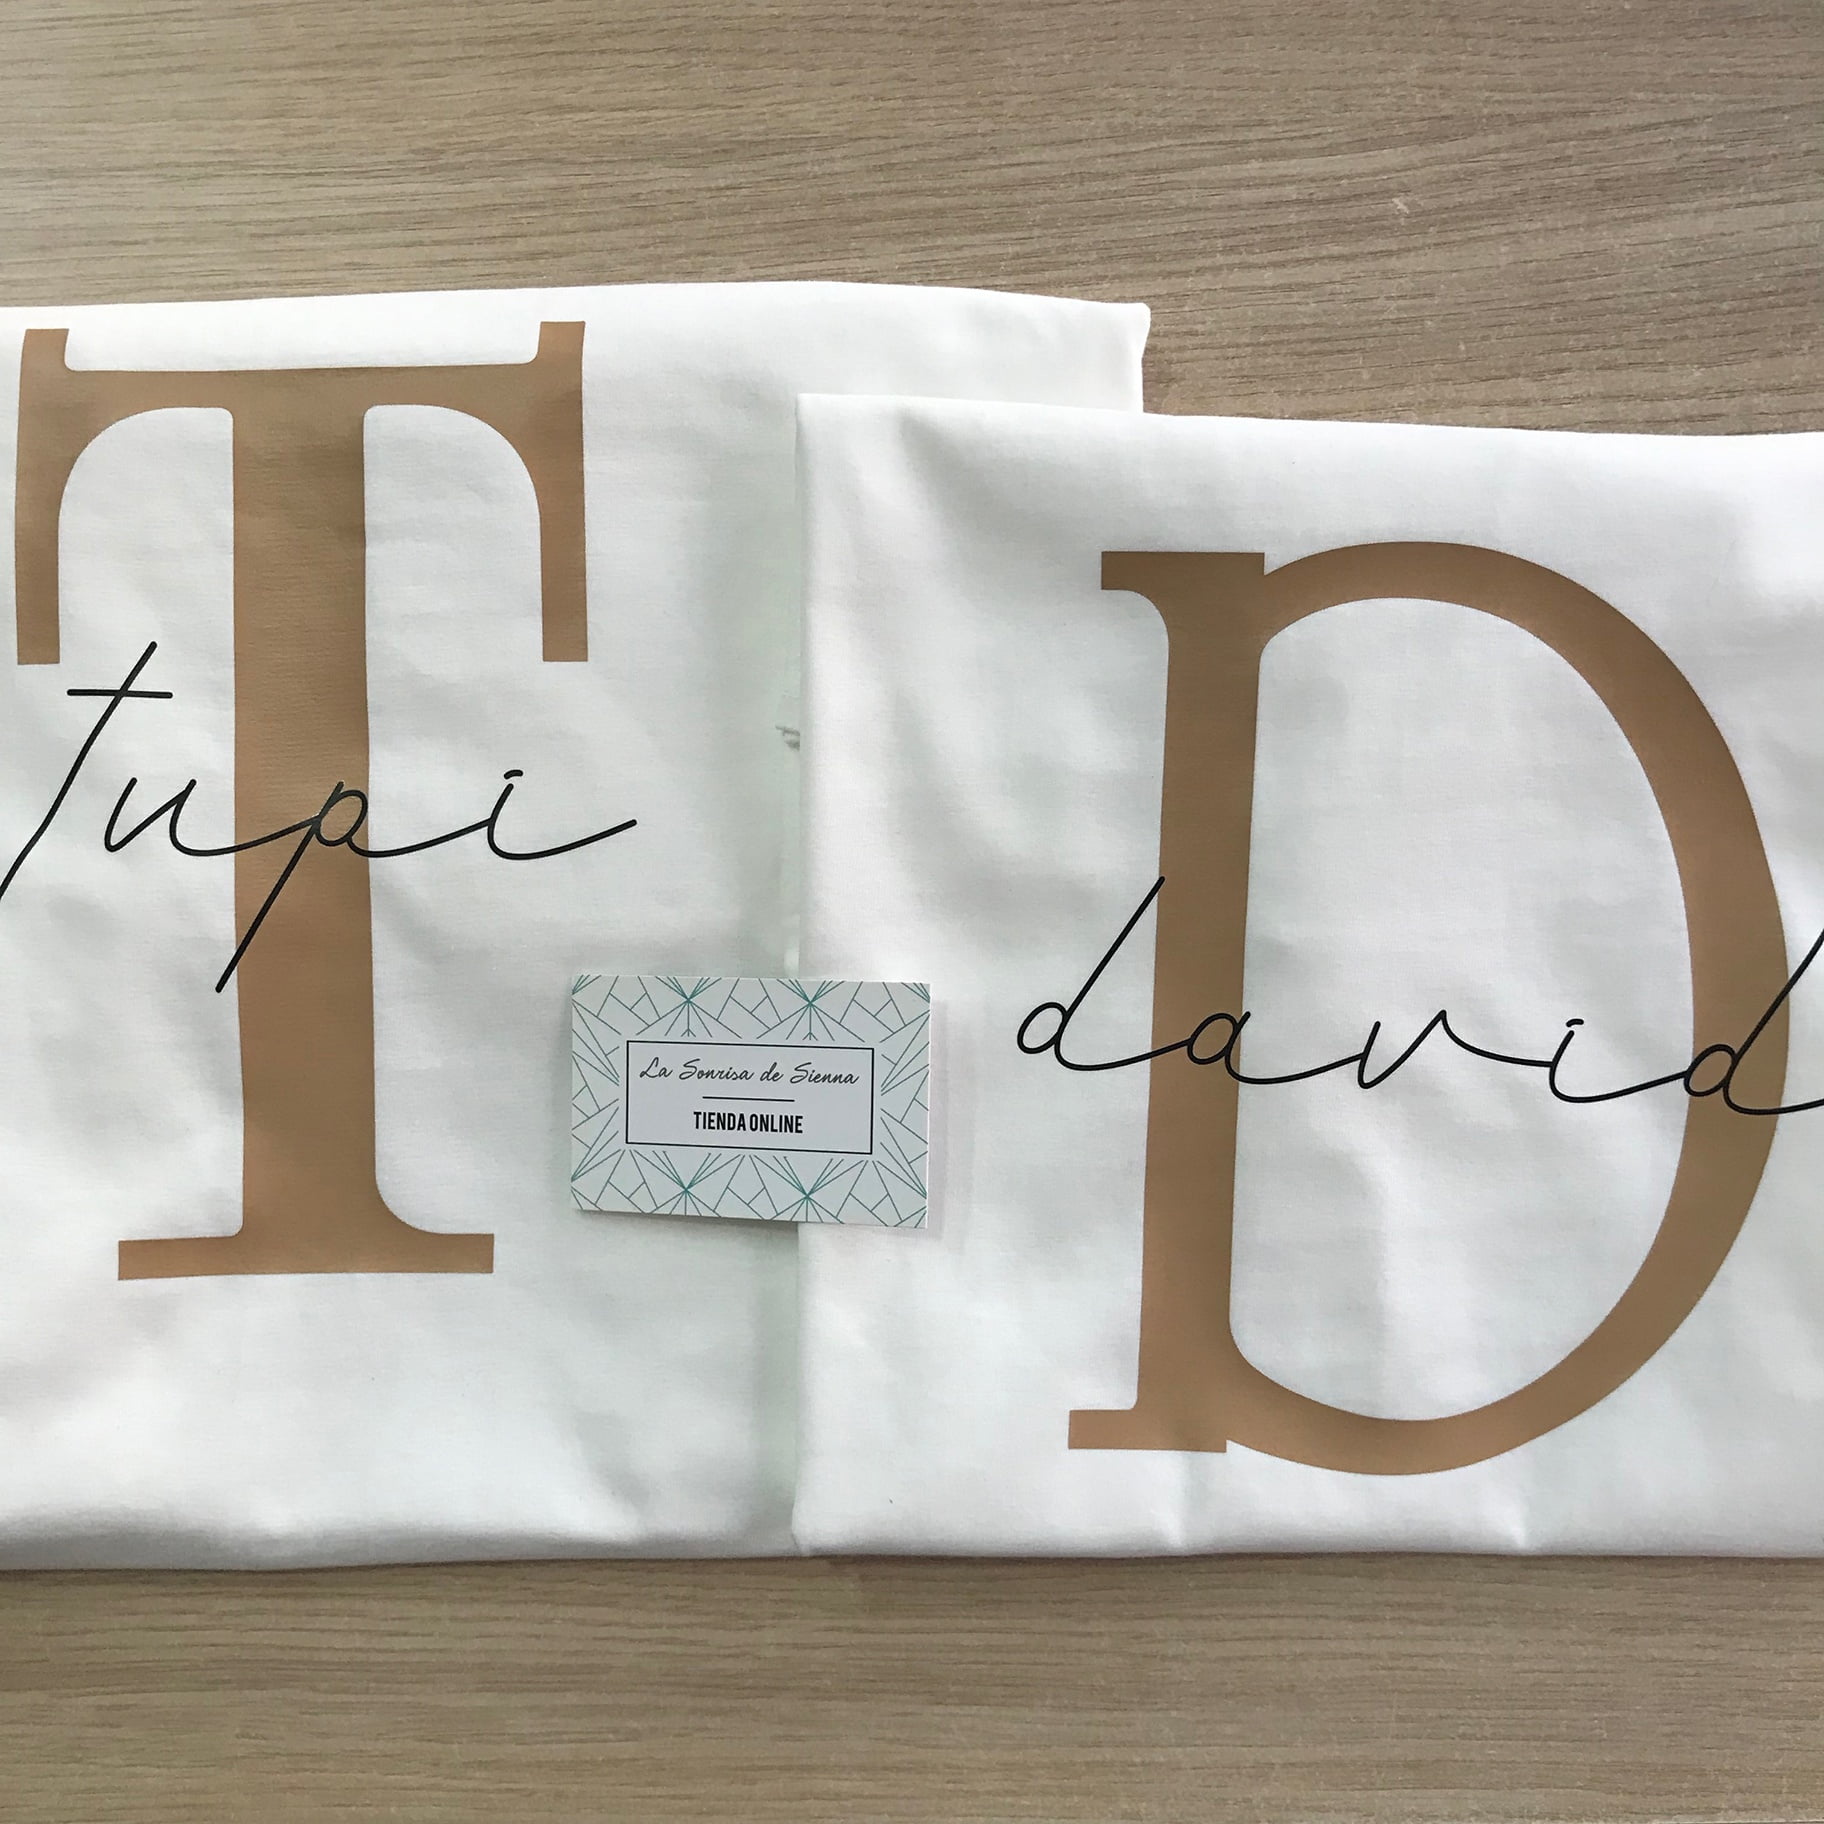 T
tupi
D
david
La Sonrisa de Sienna
TIENDA ONLINE